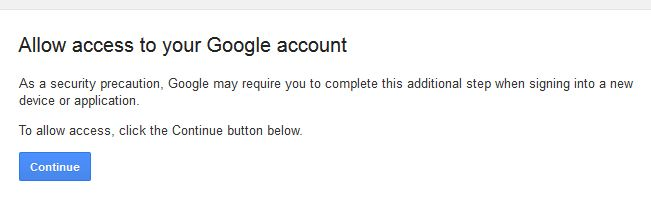 Allow access to your Google account
As a security precaution, Google may require you to complete this additional step when signing into a new
device or application.
To allow access, click the Continue button below.
Continue